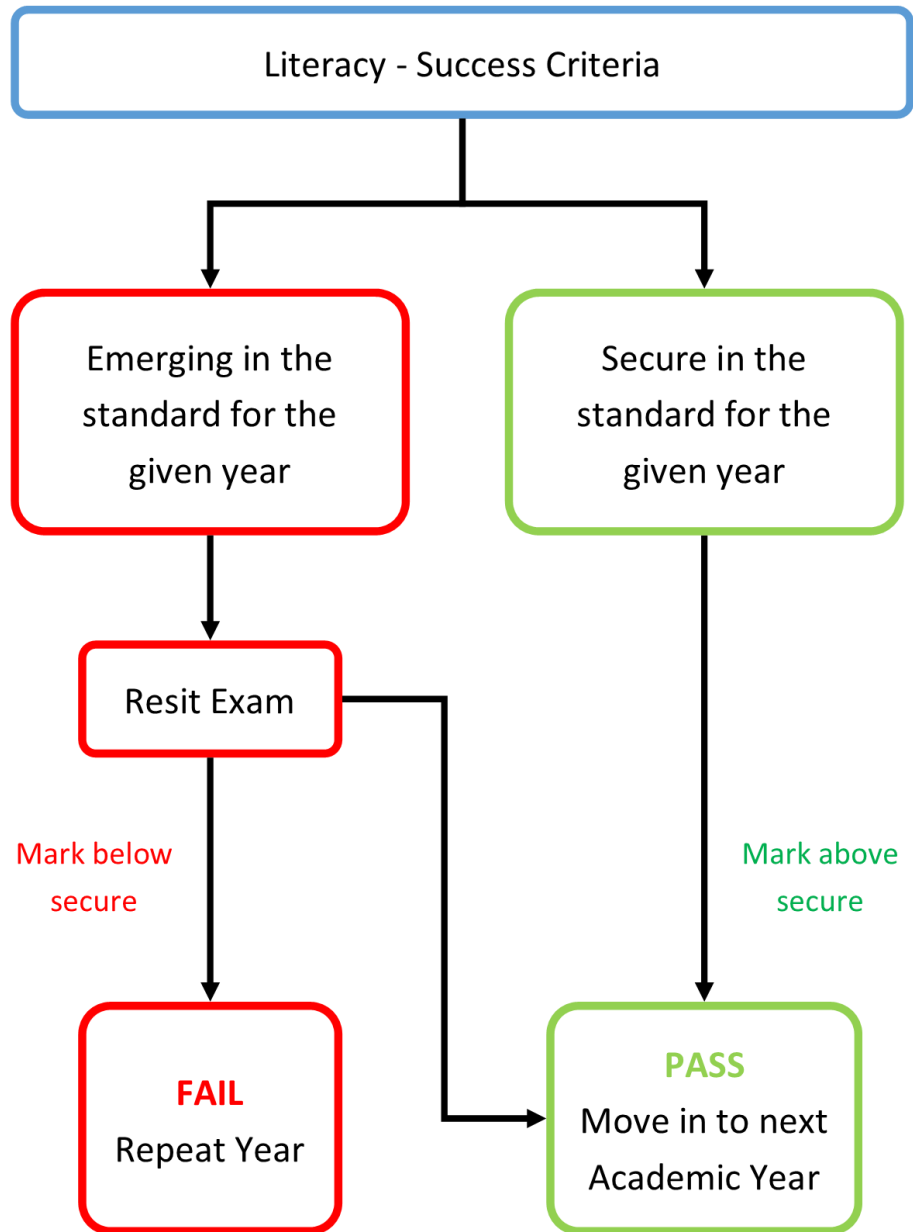 Literacy - Success Criteria
Emerging in the
standard for the
given year
Secure in the
standard for the
given year
Resit Exam
Mark below
secure
Mark above
secure
FAIL
Repeat Year
PASS
Move in to next
Academic Year